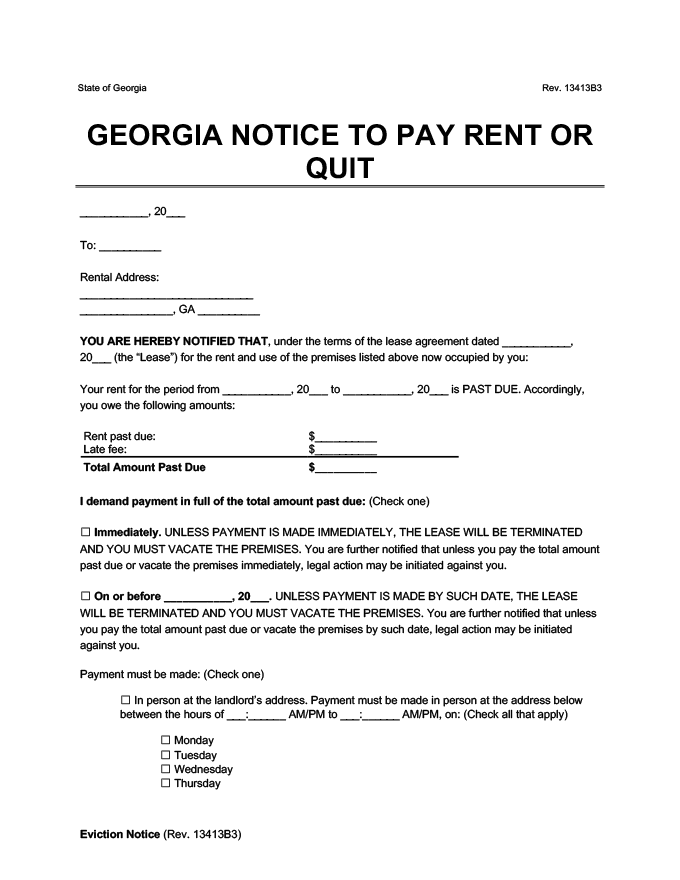 State of Georgia Rev. 13413B3
GEORGIA NOTICE TO PAY RENT OR
QUIT
___________, 20___
To: __________
Rental Address:
____________________________
_______________, GA __________
YOU ARE HEREBY NOTIFIED THAT, under the terms of the lease agreement dated ___________,
20___ (the “Lease”) for the rent and use of the premises listed above now occupied by you:
Your rent for the period from ___________, 20___ to ___________, 20___ is PAST DUE. Accordingly,
you owe the following amounts:
Rent past due: $__________
Late fee: $__________
Total Amount Past Due $__________
I demand payment in full of the total amount past due: (Check one)
☐ Immediately. UNLESS PAYMENT IS MADE IMMEDIATELY, THE LEASE WILL BE TERMINATED
AND YOU MUST VACATE THE PREMISES. You are further notified that unless you pay the total amount
past due or vacate the premises immediately, legal action may be initiated against you.
☐ On or before ___________, 20___. UNLESS PAYMENT IS MADE BY SUCH DATE, THE LEASE
WILL BE TERMINATED AND YOU MUST VACATE THE PREMISES. You are further notified that unless
you pay the total amount past due or vacate the premises by such date, legal action may be initiated
against you.
Payment must be made: (Check one)
☐ In person at the landlord’s address. Payment must be made in person at the address below
between the hours of ___:______ AM/PM to ___:______ AM/PM, on: (Check all that apply)
☐ Monday
☐ Tuesday
☐ Wednesday
☐ Thursday
Eviction Notice (Rev. 13413B3)